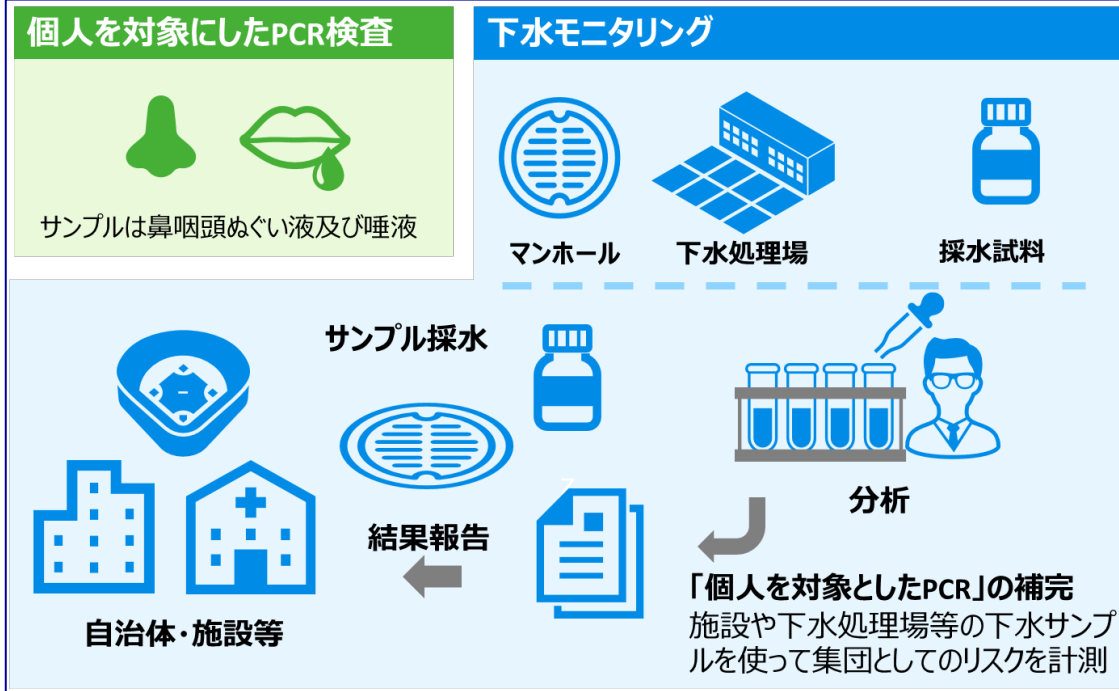 個人を対象にしたPCR検査
サンプルは鼻咽頭ぬぐい液及び唾液
下水モニタリング
マンホール
下水処理場
採水試料
サンプル採水
分析
7
結果報告
自治体・施設等
「個人を対象としたPCR」の補完
施設や下水処理場等の下水サンプ
ルを使って集団としてのリスクを計測